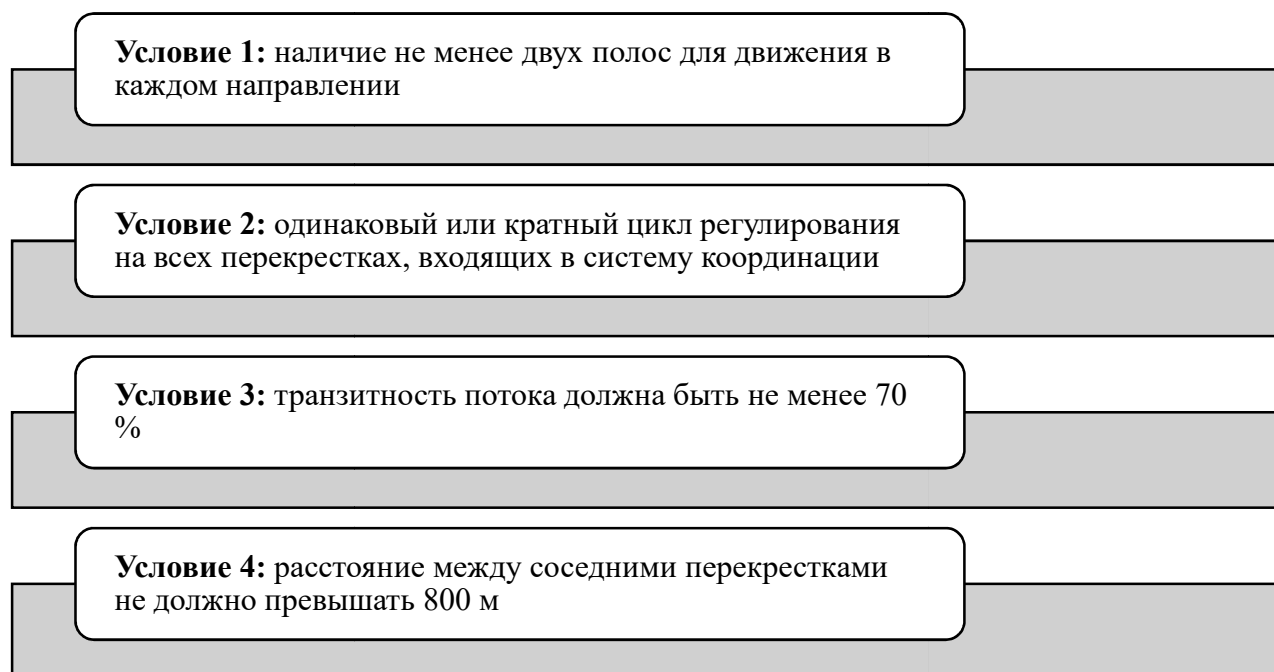 Условие 1: наличие не менее двух полос для движения в
каждом направлении
Условие 2: одинаковый или кратный цикл регулирования
на всех перекрестках, входящих в систему координации
Условие 3: транзитность потока должна быть не менее 70
%
Условие 4: расстояние между соседними перекрестками
не должно превышать 800 м